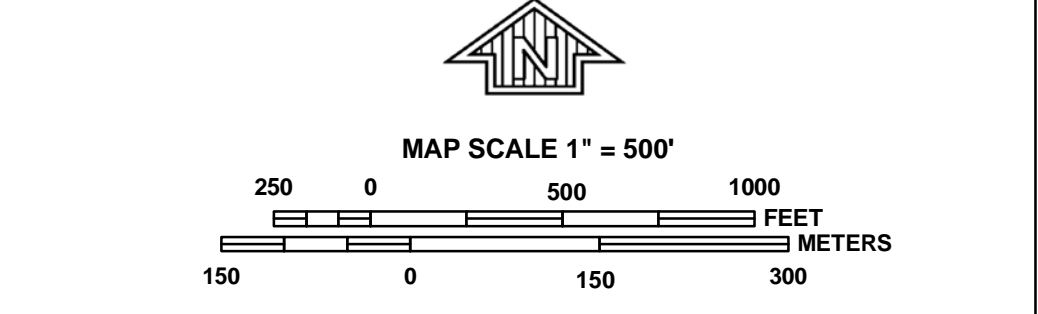 N
MAP SCALE 1" = 500'
250 0 500 1000
FEET
METERS
150 0 150 300